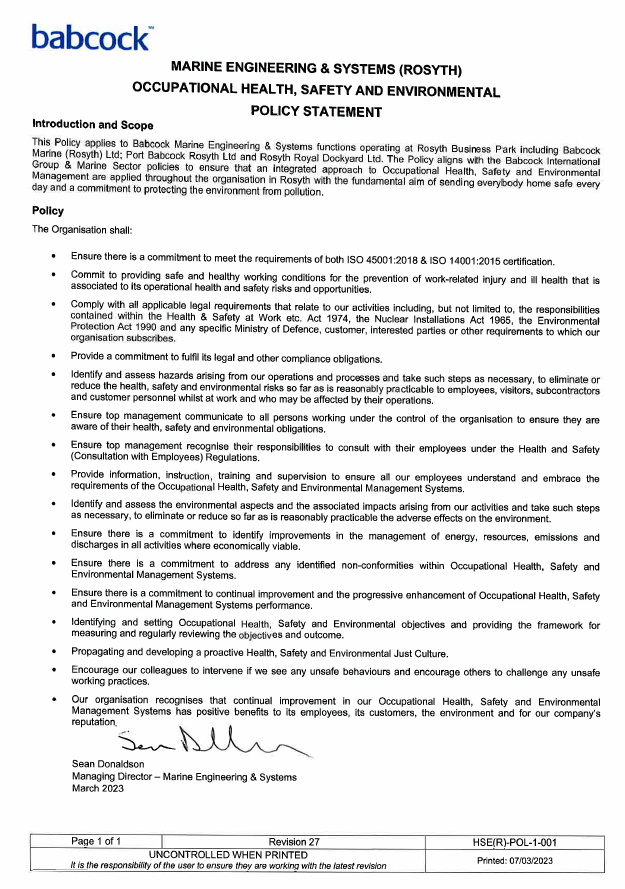 babcock™
MARINE ENGINEERING & SYSTEMS (ROSYTH)
OCCUPATIONAL HEALTH, SAFETY AND ENVIRONMENTAL
POLICY STATEMENT
Introduction and Scope
This Policy applies to Babcock Marine Engineering & Systems functions operating at Rosyth Business Park including Babcock
Marine (Rosyth) Ltd; Port Babcock Rosyth Ltd and Rosyth Royal Dockyard Ltd. The Policy aligns with the Babcock International
Group & Marine Sector policies to ensure that an integrated approach to Occupational Health, Safety and Environmental
Management are applied throughout the organisation in Rosyth with the fundamental aim of sending everybody home safe every
day and a commitment to protecting the environment from pollution.
Policy
The Organisation shall:
• Ensure there is a commitment to meet the requirements of both ISO 45001:2018 & ISO 14001:2015 certification.
• Commit to providing safe and healthy working conditions for the prevention of work-related injury and ill health that is
associated to its operational health and safety risks and opportunities.
• Comply with all applicable legal requirements that relate to our activities including, but not limited to, the responsibilities
contained within the Health & Safety at Work etc. Act 1974, the Nuclear Installations Act 1965, the Environmental
Protection Act 1990 and any specific Ministry of Defence, customer, interested parties or other requirements to which our
organisation subscribes.
• Provide a commitment to fulfil its legal and other compliance obligations.
• Identify and assess hazards arising from our operations and processes and take such steps as necessary, to eliminate or
reduce the health, safety and environmental risks so far as is reasonably practicable to employees, visitors, subcontractors
and customer personnel whilst at work and who may be affected by their operations.
• Ensure top management communicate to all persons working under the control of the organisation to ensure they are
aware of their health, safety and environmental obligations.
• Ensure top management recognise their responsibilities to consult with their employees under the Health and Safety
(Consultation with Employees) Regulations.
• Provide information, instruction, training and supervision to ensure all our employees understand and embrace the
requirements of the Occupational Health, Safety and Environmental Management Systems.
• Identify and assess the environmental aspects and the associated impacts arising from our activities and take such steps
as necessary, to eliminate or reduce so far as is reasonably practicable the adverse effects on the environment.
• Ensure there is a commitment to identify improvements in the management of energy, resources, emissions and
discharges in all activities where economically viable.
• Ensure there is a commitment to address any identified non-conformities within Occupational Health, Safety and
Environmental Management Systems.
• Ensure there is a commitment to continual improvement and the progressive enhancement of Occupational Health, Safety
and Environmental Management Systems performance.
• Identifying and setting Occupational Health, Safety and Environmental objectives and providing the framework for
measuring and regularly reviewing the objectives and outcome.
• Propagating and developing a proactive Health, Safety and Environmental Just Culture.
• Encourage our colleagues to intervene if we see any unsafe behaviours and encourage others to challenge any unsafe
working practices.
• Our organisation recognises that continual improvement in our Occupational Health, Safety and Environmental
Management Systems has positive benefits to its employees, its customers, the environment and for our company's
reputation.
Sean Donaldson
Managing Director – Marine Engineering & Systems
March 2023
Page 1 of 1 Revision 27 HSE(R)-POL-1-001
UNCONTROLLED WHEN PRINTED
It is the responsibility of the user to ensure they are working with the latest revision
Printed: 07/03/2023